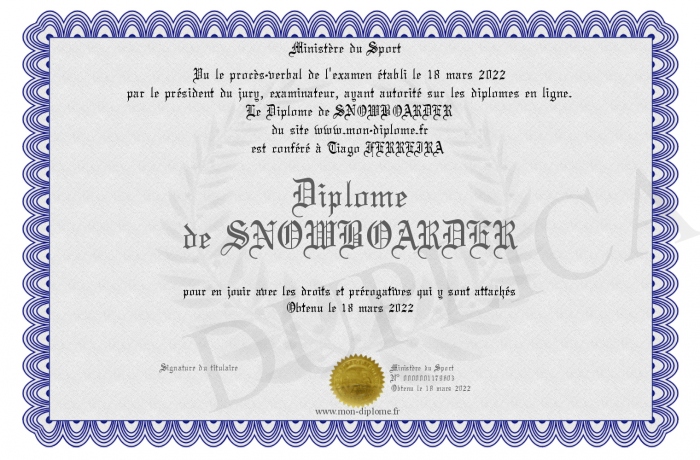 Ministère du Sport
Vu le procès-verbal de l'examen établi le 18 mars 2022
par le président du jury, examinateur, ayant autorité sur les diplomes en ligne.
Le Diplome de SNOWBOARDER
du site www.mon-diplome.fr
est conféré à Tiago FERREIRA
Diplome
de SNOWBOARDER
DUPLICA
pour en jouir avec les droits et prérogatives qui y sont attachés
Obtenu le 18 mars 2022
Signature du titulaire
Ministère du Sport
Obtenu le 18 mars 2022
www.mon-diplome.fr